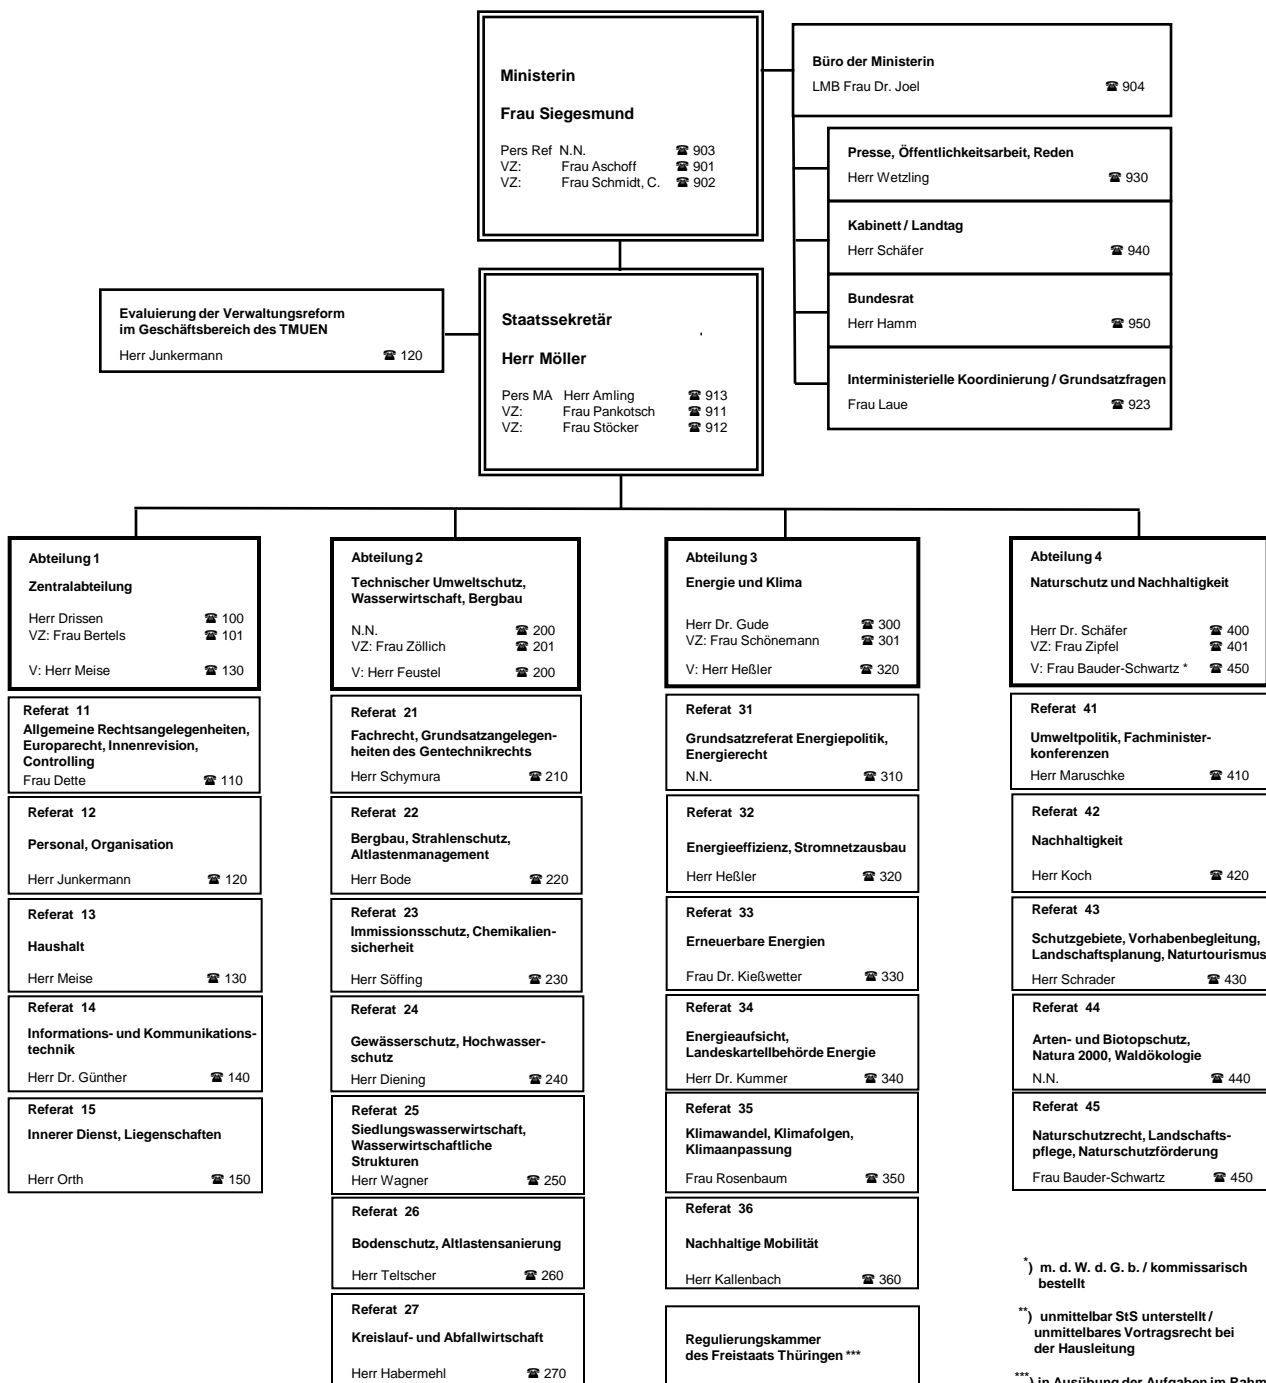 Ministerin
Frau Siegesmund
Pers Ref N.N. ☎ 903
VZ: Frau Aschoff ☎ 901
VZ: Frau Schmidt, C. ☎ 902
Büro der Ministerin
LMB Frau Dr. Joel ☎ 904
Presse, Öffentlichkeitsarbeit, Reden
Herr Wetzling ☎ 930
Kabinett / Landtag
Herr Schäfer ☎ 940
Bundesrat
Herr Hamm ☎ 950
Interministerielle Koordinierung / Grundsatzfragen
Frau Laue ☎ 923
Evaluierung der Verwaltungsreform
im Geschäftsbereich des TMUEN
Herr Junkermann ☎ 120
Staatssekretär
Herr Möller
Pers MA Herr Amling ☎ 913
VZ: Frau Pankotsch ☎ 911
VZ: Frau Stöcker ☎ 912
Abteilung 1
Zentralabteilung
Herr Drissen ☎ 100
VZ: Frau Bertels ☎ 101
V: Herr Meise ☎ 130
Referat 11
Allgemeine Rechtsangelegenheiten,
Europarecht, Innenrevision,
Controlling
Frau Dette ☎ 110
Referat 12
Personal, Organisation
Herr Junkermann ☎ 120
Referat 13
Haushalt
Herr Meise ☎ 130
Referat 14
Informations- und Kommunikations-
technik
Herr Dr. Günther ☎ 140
Referat 15
Innerer Dienst, Liegenschaften
Herr Orth ☎ 150
Abteilung 2
Technischer Umweltschutz,
Wasserwirtschaft, Bergbau
N.N. ☎ 200
VZ: Frau Zöllich ☎ 201
V: Herr Feustel ☎ 200
Referat 21
Fachrecht, Grundsatzangelegen-
heiten des Gentechnikrechts
Herr Schymura ☎ 210
Referat 22
Bergbau, Strahlenschutz,
Altlastenmanagement
Herr Bode ☎ 220
Referat 23
Immissionsschutz, Chemikalien-
sicherheit
Herr Söffing ☎ 230
Referat 24
Gewässerschutz, Hochwasser-
schutz
Herr Diening ☎ 240
Referat 25
Siedlungswasserwirtschaft,
Wasserwirtschaftliche
Strukturen
Herr Wagner ☎ 250
Referat 26
Bodenschutz, Altlastensanierung
Herr Teltscher ☎ 260
Referat 27
Kreislauf- und Abfallwirtschaft
Herr Habermehl ☎ 270
Abteilung 3
Energie und Klima
Herr Dr. Gude ☎ 300
VZ: Frau Schönemann ☎ 301
V: Herr Heßler ☎ 320
Referat 31
Grundsatzreferat Energiepolitik,
Energierecht
N.N. ☎ 310
Referat 32
Energieeffizienz, Stromnetzausbau
Herr Heßler ☎ 320
Referat 33
Erneuerbare Energien
Frau Dr. Kießwetter ☎ 330
Referat 34
Energieaufsicht,
Landeskartellbehörde Energie
Herr Dr. Kummer ☎ 340
Referat 35
Klimawandel, Klimafolgen,
Klimaanpassung
Frau Rosenbaum ☎ 350
Referat 36
Nachhaltige Mobilität
Herr Kallenbach ☎ 360
Regulierungskammer
des Freistaats Thüringen ***
Abteilung 4
Naturschutz und Nachhaltigkeit
Herr Dr. Schäfer ☎ 400
VZ: Frau Zipfel ☎ 401
V: Frau Bauder-Schwartz * ☎ 450
Referat 41
Umweltpolitik, Fachminister-
konferenzen
Herr Maruschke ☎ 410
Referat 42
Nachhaltigkeit
Herr Koch ☎ 420
Referat 43
Schutzgebiete, Vorhabenbegleitung,
Landschaftsplanung, Naturtourismus
Herr Schrader ☎ 430
Referat 44
Arten- und Biotopschutz,
Natura 2000, Waldökologie
N.N. ☎ 440
Referat 45
Naturschutzrecht, Landschafts-
pflege, Naturschutzförderung
Frau Bauder-Schwartz ☎ 450
*) m. d. W. d. G. b. / kommissarisch
bestellt
**) unmittelbar StS unterstellt /
unmittelbares Vortragsrecht bei
der Hausleitung
***) in Ausübung der Aufgaben im